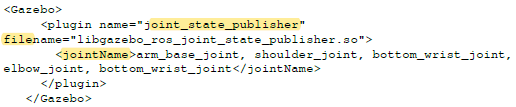 <Gazebo>
<plugin name="joint_state_publisher"
filename="libgazebo_ros_joint_state_publisher.so">
<jointName>arm_base_joint, shoulder_joint, bottom_wrist_joint,
elbow_joint, bottom_wrist_joint</jointName>
</plugin>
</Gazebo>